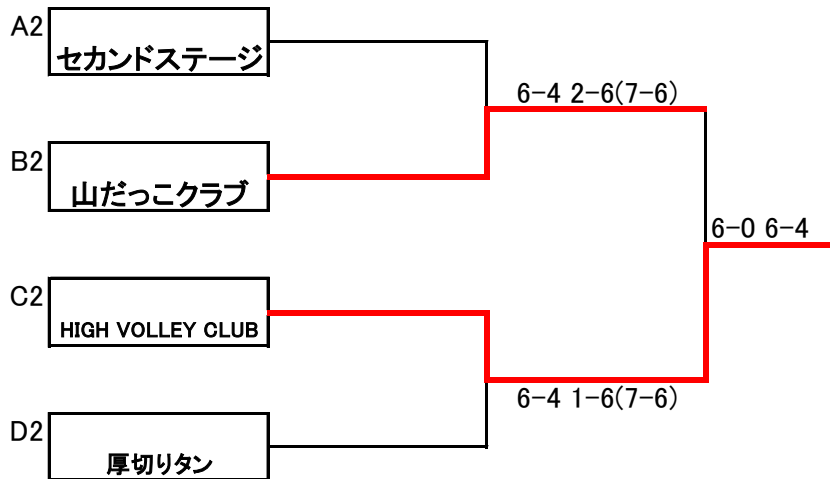 A2
セカンドステージ
6-4 2-6(7-6)
B2
山だっこクラブ
6-0 6-4
C2
HIGH VOLLEY CLUB
6-4 1-6(7-6)
D2
厚切りタン